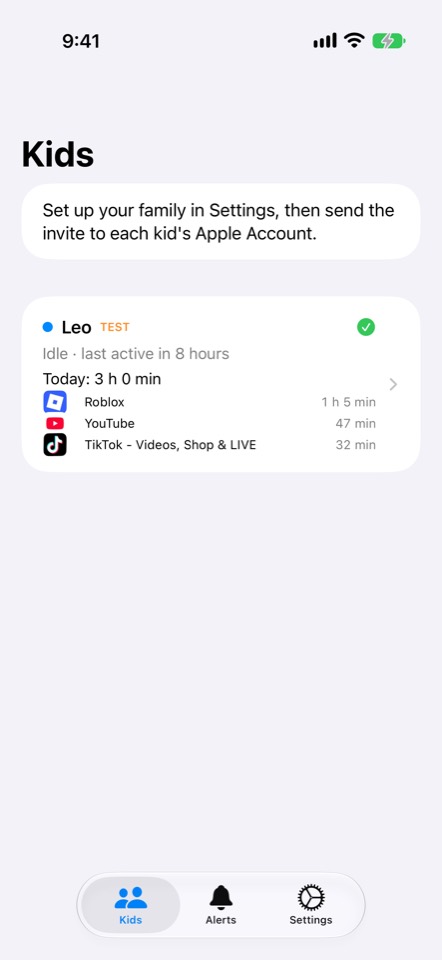 9:41
Kids
Set up your family in Settings, then send the
invite to each kid's Apple Account.
Leo TEST
Idle · last active in 8 hours
Today: 3 h 0 min
Roblox 1 h 5 min
YouTube 47 min
TikTok - Videos, Shop & LIVE 32 min
Kids Alerts Settings